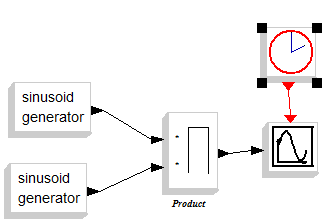 sinusoid
generator
sinusoid
generator
Product